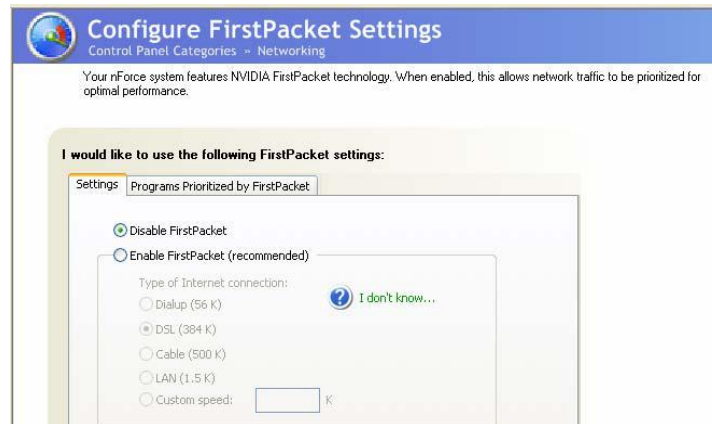 Configure FirstPacket Settings
Control Panel Categories » Networking
Your nForce system features NVIDIA FirstPacket technology. When enabled, this allows network traffic to be prioritized for
optimal performance.
I would like to use the following FirstPacket settings:
Settings Programs Prioritized by FirstPacket
Disable FirstPacket
Enable FirstPacket (recommended)
Type of Internet connection:
Dialup (56 K)
I don't know...
DSL (384 K)
Cable (500 K)
LAN (1.5 K)
Custom speed: K